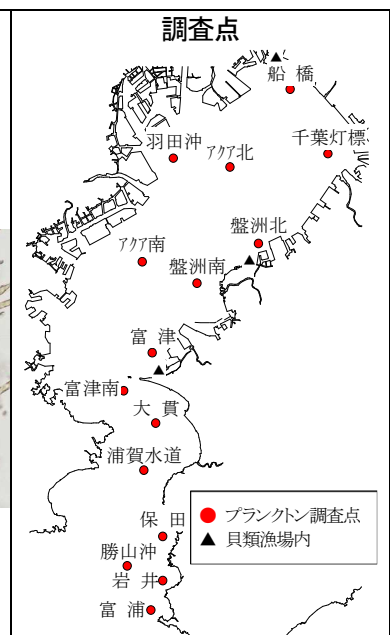 調査点
船橋
羽田沖
千葉灯標
アクア北
盤洲北
アクア南
盤洲南
富津
富津南
大貫
浦賀水道
保田
勝山沖
岩井
富浦
プランクトン調査点
貝類漁場内